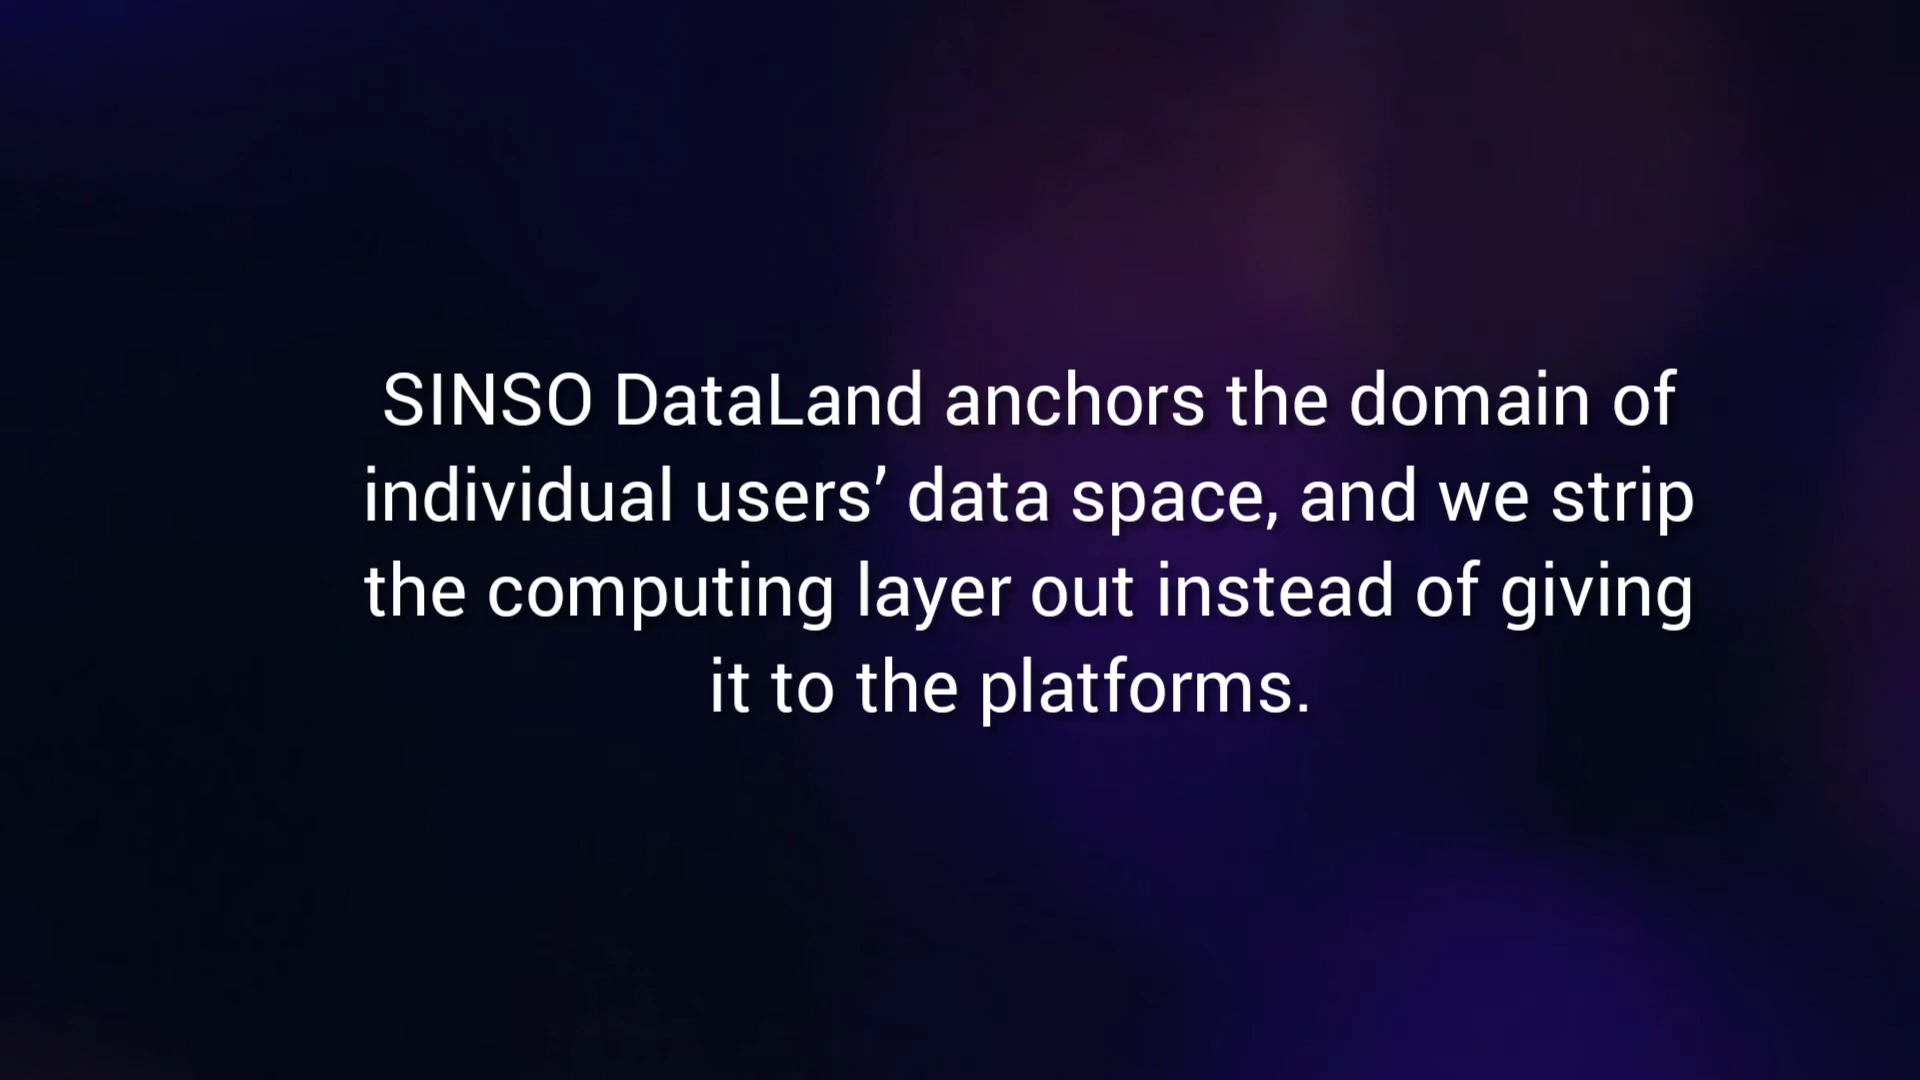 SINSO DataLand anchors the domain of
individual users’ data space, and we strip
the computing layer out instead of giving
it to the platforms.